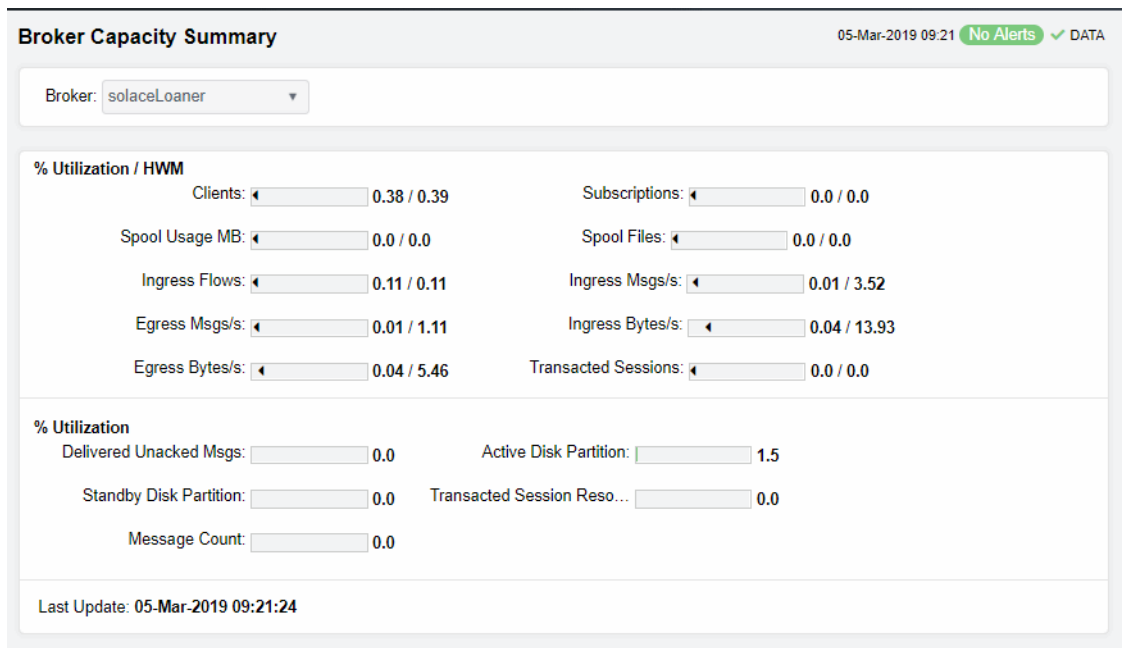 Broker Capacity Summary 05-Mar-2019 09:21 No Alerts DATA
Broker: solaceLoaner
% Utilization / HWM
Clients: 0.38 / 0.39 Subscriptions: 0.0 / 0.0
Spool Usage MB: 0.0 / 0.0 Spool Files: 0.0 / 0.0
Ingress Flows: 0.11 / 0.11 Ingress Msgs/s: 0.01 / 3.52
Egress Msgs/s: 0.01 / 1.11 Ingress Bytes/s: 0.04 / 13.93
Egress Bytes/s: 0.04 / 5.46 Transacted Sessions: 0.0 / 0.0
% Utilization
Delivered Unacked Msgs: 0.0 Active Disk Partition: 1.5
Standby Disk Partition: 0.0 Transacted Session Reso... 0.0
Message Count: 0.0
Last Update: 05-Mar-2019 09:21:24